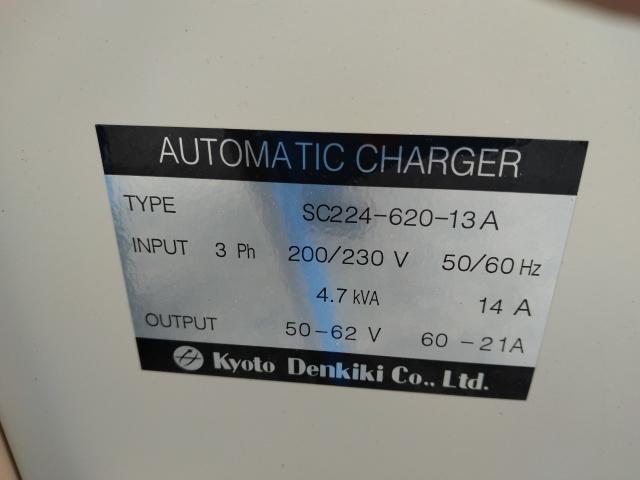 AUTOMATIC CHARGER
TYPE SC224-620-13A
INPUT 3 Ph 200/230 V 50/60 Hz
4.7 kVA 14 A
OUTPUT 50-62 V 60-21A
Kyoto Denkiki Co., Ltd.